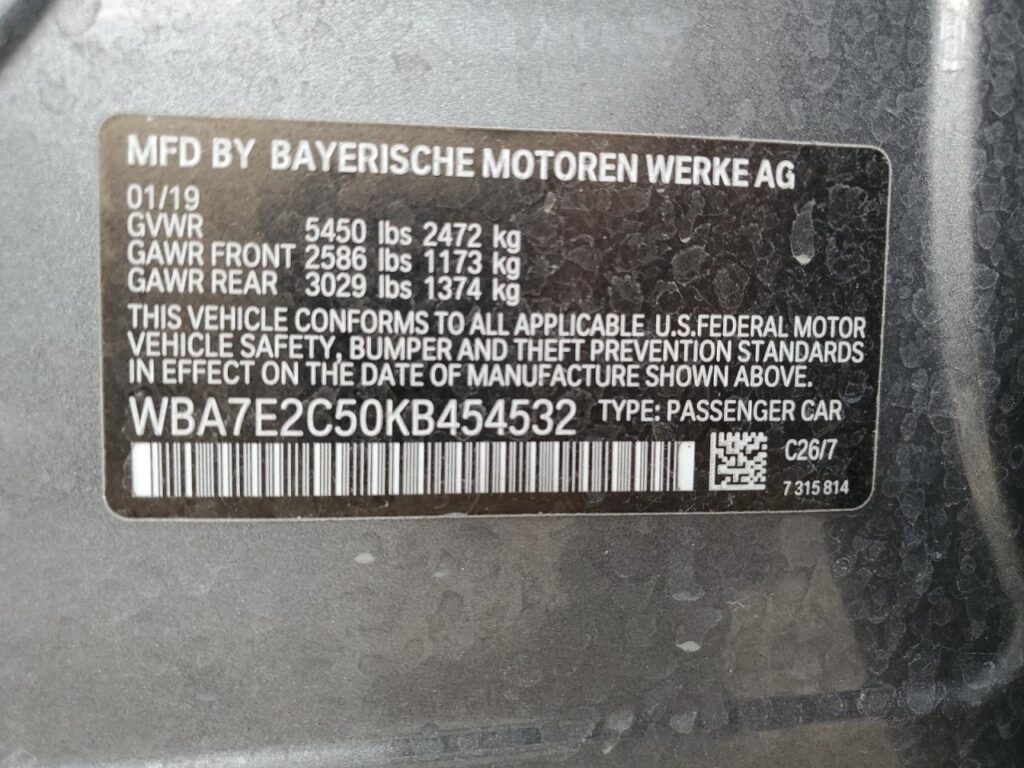 MFD BY BAYERISCHE MOTOREN WERKE AG
01/19
GVWR 5450 lbs 2472 kg
GAWR FRONT 2586 lbs 1173 kg
GAWR REAR 3029 lbs 1374 kg
THIS VEHICLE CONFORMS TO ALL APPLICABLE U.S.FEDERAL MOTOR
VEHICLE SAFETY, BUMPER AND THEFT PREVENTION STANDARDS
IN EFFECT ON THE DATE OF MANUFACTURE SHOWN ABOVE.
WBA7E2C50KB454532 TYPE: PASSENGER CAR
C26/7
7 315 814